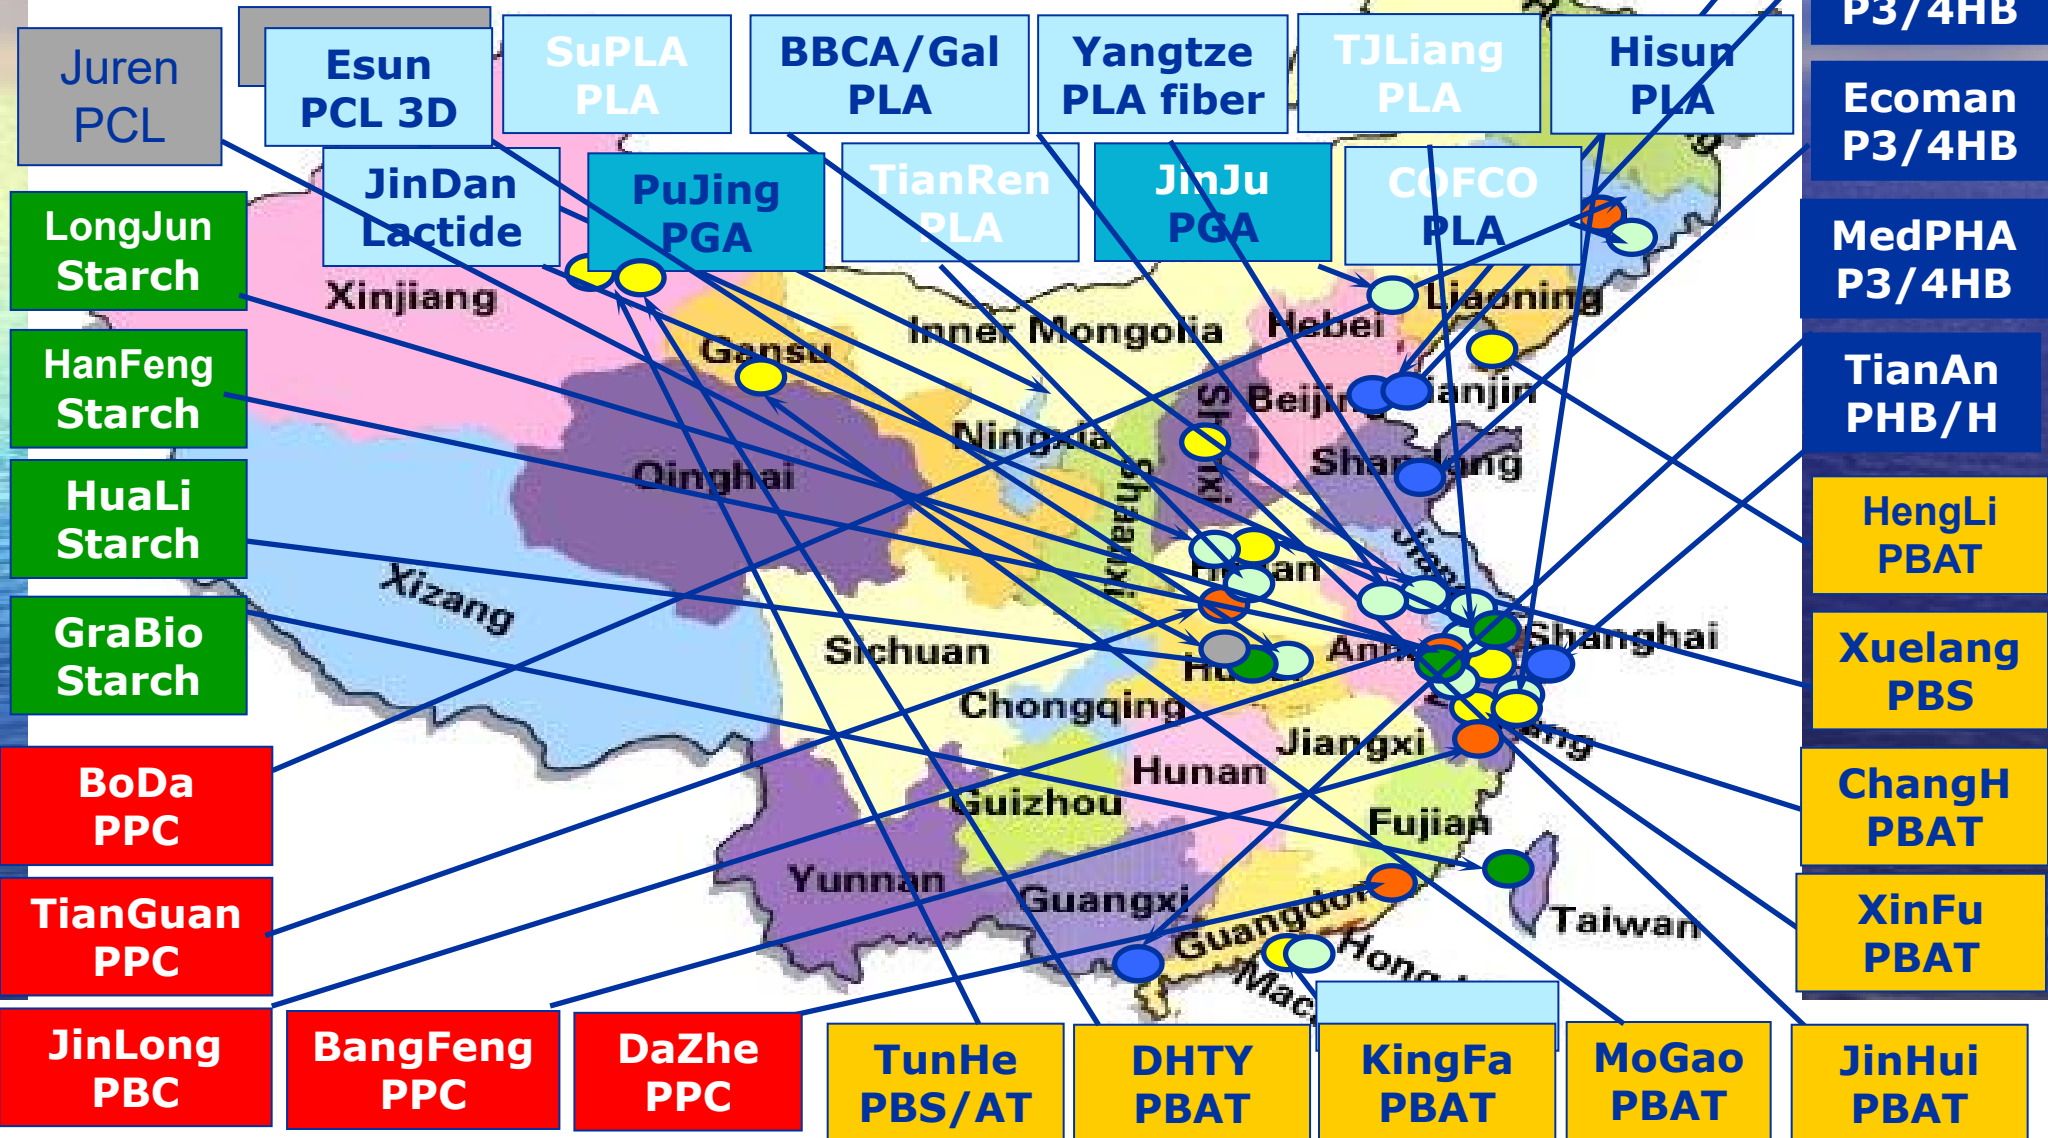 P3/4HB
Juren
PCL
Esun
PCL 3D
SuPLA
PLA
BBCA/Gal
PLA
Yangtze
PLA fiber
TJLiang
PLA
Hisun
PLA
Ecoman
P3/4HB
JinDan
Lactide
PuJing
PGA
TianRen
PLA
JinJu
PGA
COFCO
PLA
LongJun
Starch
MedPHA
P3/4HB
HanFeng
Starch
TianAn
PHB/H
HuaLi
Starch
HengLi
PBAT
GraBio
Starch
Xuelang
PBS
BoDa
PPC
ChangH
PBAT
TianGuan
PPC
XinFu
PBAT
JinLong
PBC
BangFeng
PPC
DaZhe
PPC
TunHe
PBS/AT
DHTY
PBAT
KingFa
PBAT
MoGao
PBAT
JinHui
PBAT
Xinjiang
Gansu
Inner Mongolia
Hebei
Liaoning
Beijing
Ningxia
Qinghai
Shaanxi
Shandong
Xizang
Sichuan
Shanghai
Chongqing
Jiangxi
Hunan
Guizhou
Fujian
Yunnan
Guangxi
Guangdong
Taiwan